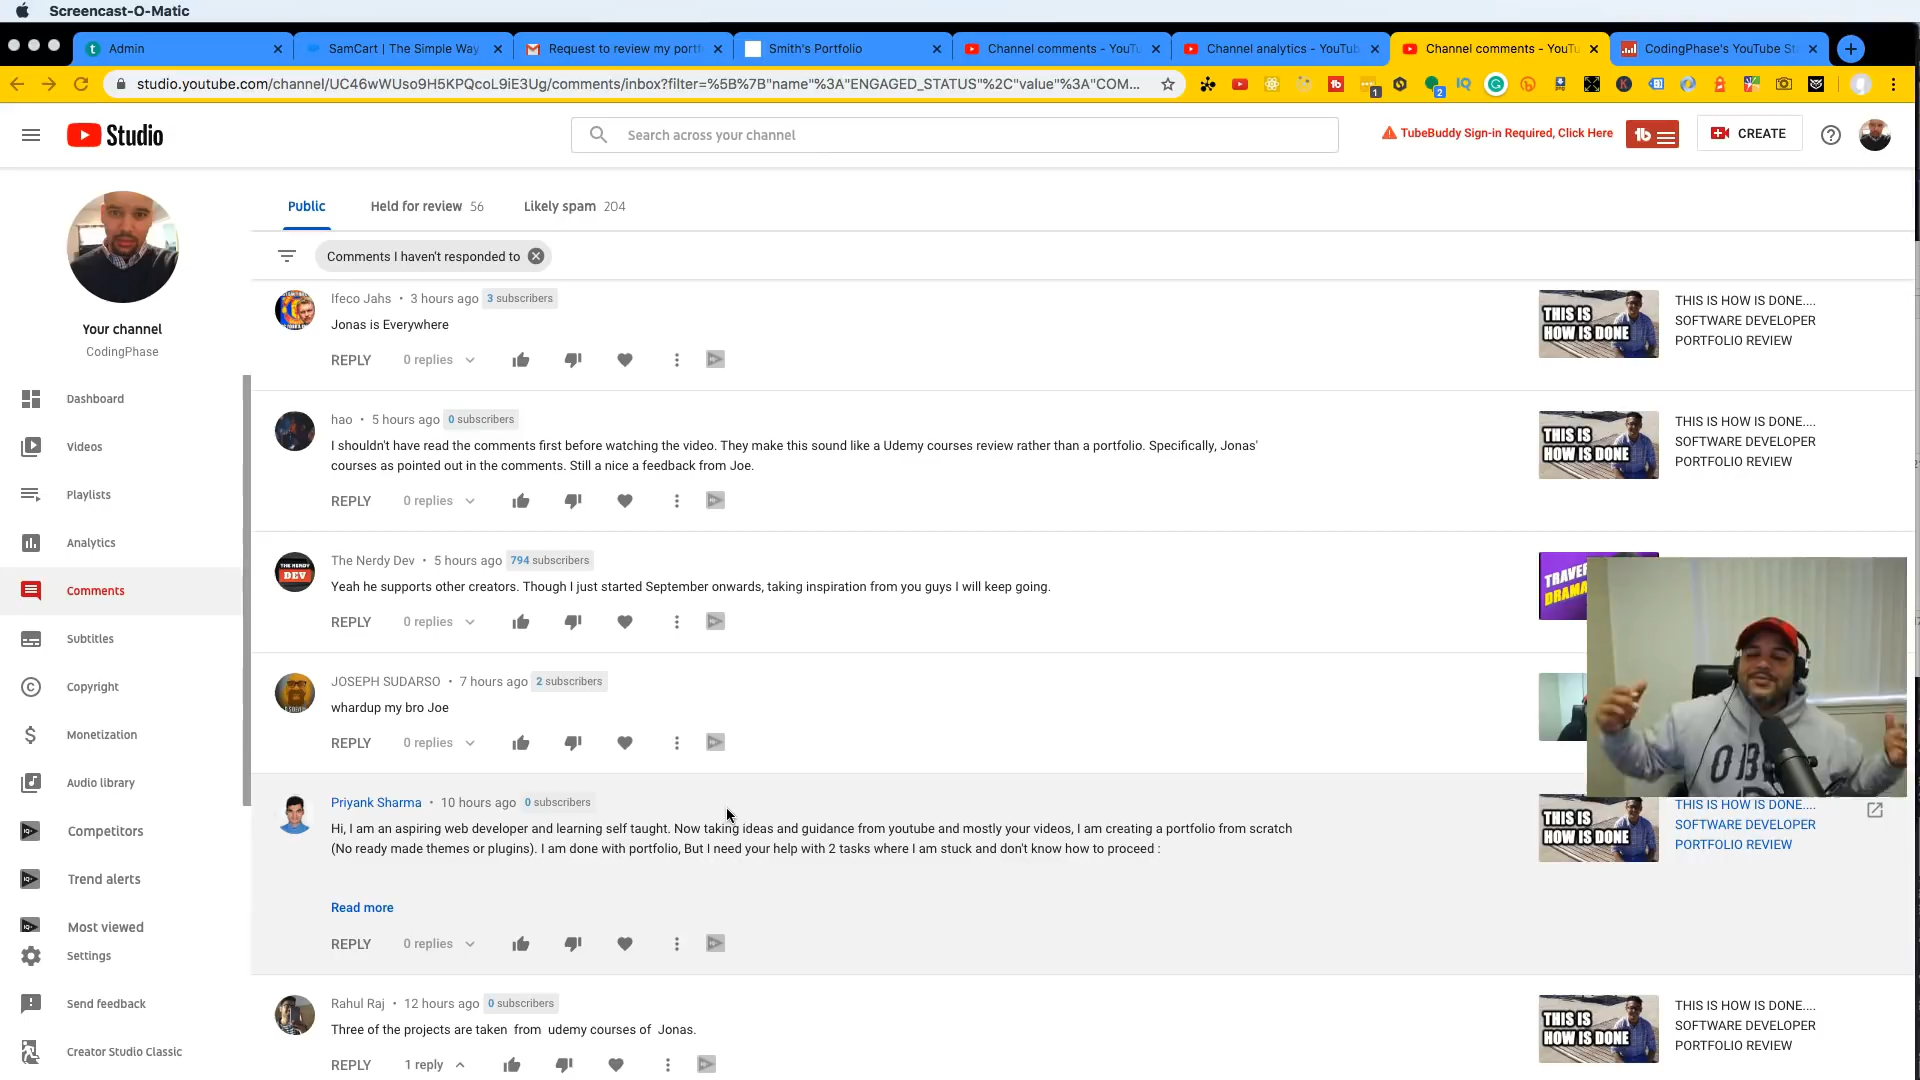 Screencast-O-Matic
Admin
SamCart | The Simple Way
Request to review my portf
Smith's Portfolio
Channel comments - YouTu
Channel analytics - YouTub
Channel comments - YouTu
CodingPhase's YouTube St
studio.youtube.com/channel/UC46wWUso9H5KPQcoL9iE3Ug/comments/inbox?filter=%5B%7B"name"%3A"ENGAGED_STATUS"%2C"value"%3A"COM...
Studio
Search across your channel
TubeBuddy Sign-in Required, Click Here
CREATE
Your channel
CodingPhase
Dashboard
Videos
Playlists
Analytics
Comments
Subtitles
Copyright
Monetization
Audio library
Competitors
Trend alerts
Most viewed
Settings
Send feedback
Creator Studio Classic
Public
Held for review 56
Likely spam 204
Comments I haven't responded to
Ifeco Jahs • 3 hours ago 3 subscribers
Jonas is Everywhere
REPLY 0 replies
THIS IS
HOW IS DONE
THIS IS HOW IS DONE....
SOFTWARE DEVELOPER
PORTFOLIO REVIEW
hao • 5 hours ago 0 subscribers
I shouldn't have read the comments first before watching the video. They make this sound like a Udemy courses review rather than a portfolio. Specifically, Jonas'
courses as pointed out in the comments. Still a nice a feedback from Joe.
REPLY 0 replies
THIS IS
HOW IS DONE
THIS IS HOW IS DONE....
SOFTWARE DEVELOPER
PORTFOLIO REVIEW
THE NERDY
DEV
The Nerdy Dev • 5 hours ago 794 subscribers
Yeah he supports other creators. Though I just started September onwards, taking inspiration from you guys I will keep going.
REPLY 0 replies
TRAVER
DRAMA
JOSEPH SUDARSO • 7 hours ago 2 subscribers
whardup my bro Joe
REPLY 0 replies
Priyank Sharma • 10 hours ago 0 subscribers
Hi, I am an aspiring web developer and learning self taught. Now taking ideas and guidance from youtube and mostly your videos, I am creating a portfolio from scratch
(No ready made themes or plugins). I am done with portfolio, But I need your help with 2 tasks where I am stuck and don't know how to proceed :
Read more
REPLY 0 replies
THIS IS
HOW IS DONE
THIS IS HOW IS DONE....
SOFTWARE DEVELOPER
PORTFOLIO REVIEW
Rahul Raj • 12 hours ago 0 subscribers
Three of the projects are taken from udemy courses of Jonas.
REPLY 1 reply
THIS IS
HOW IS DONE
THIS IS HOW IS DONE....
SOFTWARE DEVELOPER
PORTFOLIO REVIEW